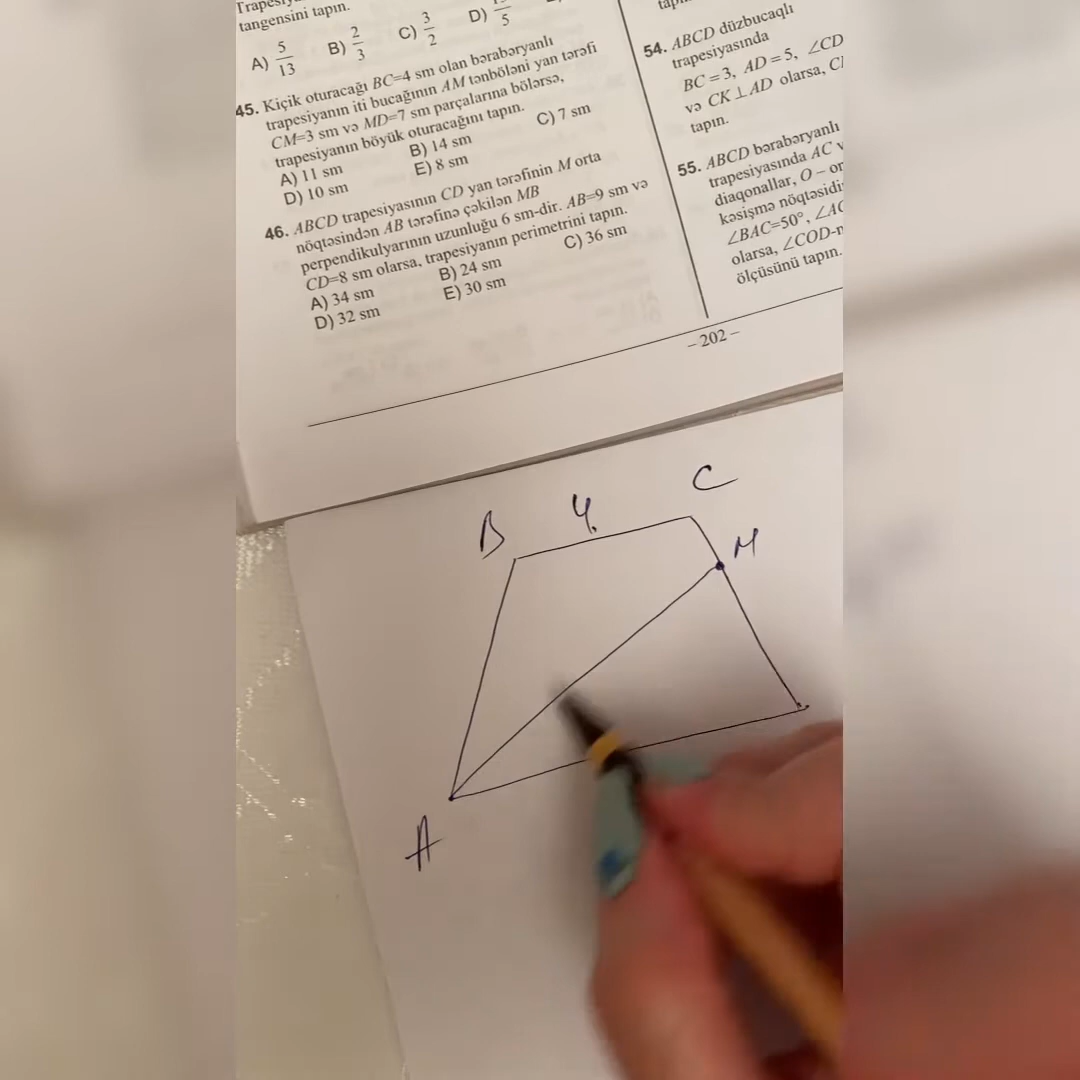 tangensini tapın.
A) 5/13 B) 2/3 C) 3/2 D) /5
45. Kiçik oturacağı BC=4 sm olan bərabəryanlı
trapesiyanın iti bucağının AM tənböləni yan tərəfi
CM=3 sm və MD=7 sm parçalarına bölərsə,
trapesiyanın böyük oturacağını tapın.
A) 11 sm B) 14 sm C) 7 sm
D) 10 sm E) 8 sm
46. ABCD trapesiyasının CD yan tərəfinin M orta
nöqtəsindən AB tərəfinə çəkilən MB
perpendikulyarının uzunluğu 6 sm-dir. AB=9 sm və
CD=8 sm olarsa, trapesiyanın perimetrini tapın.
A) 34 sm B) 24 sm C) 36 sm
D) 32 sm E) 30 sm
54. ABCD düzbucaqlı
trapesiyasında
BC = 3, AD = 5, ∠CD
və CK ⊥ AD olarsa,
tapın.
55. ABCD bərabəryanlı
trapesiyasında AC
diaqonallar, O –
kəsişmə
∠BAC=50°,
olarsa, ∠COD-
ölçüsünü tapın.
– 202 –
B 4 C
M
A